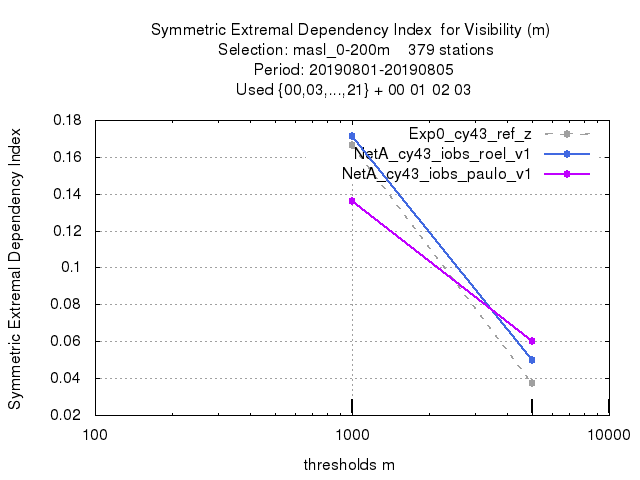 Symmetric Extremal Dependency Index  for Visibility (m)
Selection: masl_0-200m    379 stations
Period: 20190801-20190805
Used {00,03,...,21} + 00 01 02 03
Symmetric Extremal Dependency Index
0.18
0.16
0.14
0.12
0.1
0.08
0.06
0.04
0.02
Exp0_cy43_ref_z
NetA_cy43_iobs_roel_v1
NetA_cy43_iobs_paulo_v1
100
1000
10000
thresholds m